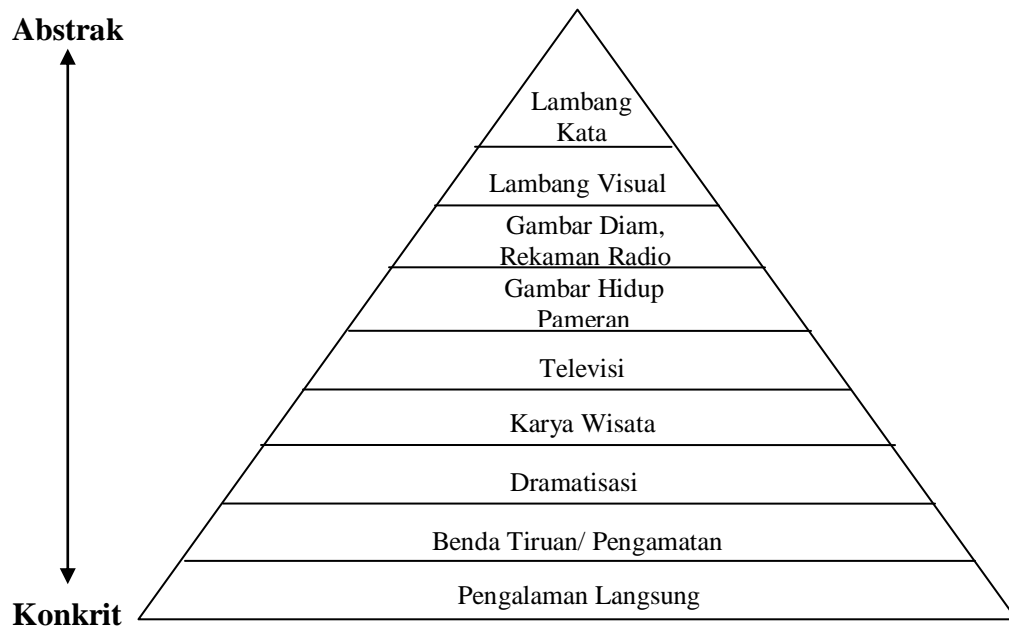 Abstrak
Lambang
Kata
Lambang Visual
Gambar Diam,
Rekaman Radio
Gambar Hidup
Pameran
Televisi
Karya Wisata
Dramatisasi
Benda Tiruan/ Pengamatan
Pengalaman Langsung
Konkrit